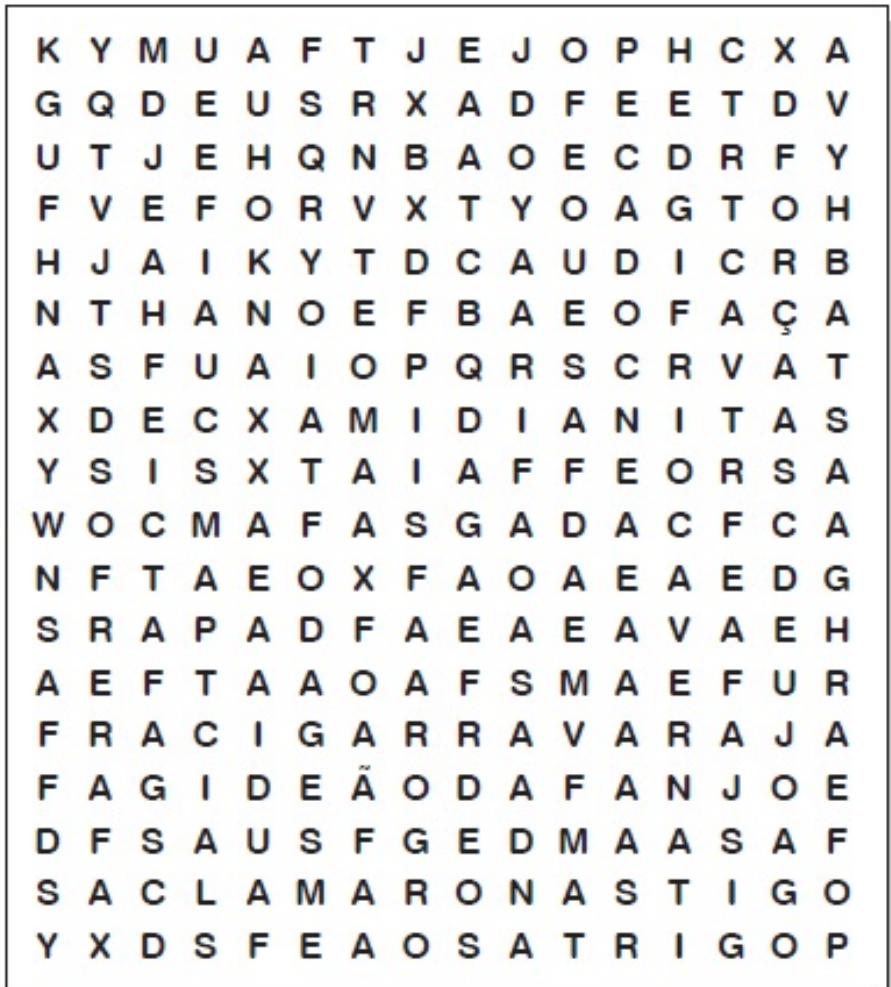 K Y M U A F T J E J O P H C X A
G Q D E U S R X A D F E E T D V
U T J E H Q N B A O E C D R F Y
F V E F O R V X T Y O A G T O H
H J A I K Y T D C A U D I C R B
N T H A N O E F B A E O F A Ç A
A S F U A I O P Q R S C R V A T
X D E C X A M I D I A N I T A S
Y S I S X T A I A F F E O R S A
W O C M A F A S G A D A C F C A
N F T A E O X F A O A E A E D G
S R A P A D F A E A E A V A E H
A E F T A A O A F S M A E F U R
F R A C I G A R R A V A R A J A
F A G I D E Ã O D A F A N J O E
D F S A U S F G E D M A A S A F
S A C L A M A R O N A S T I G O
Y X D S F E A O S A T R I G O P